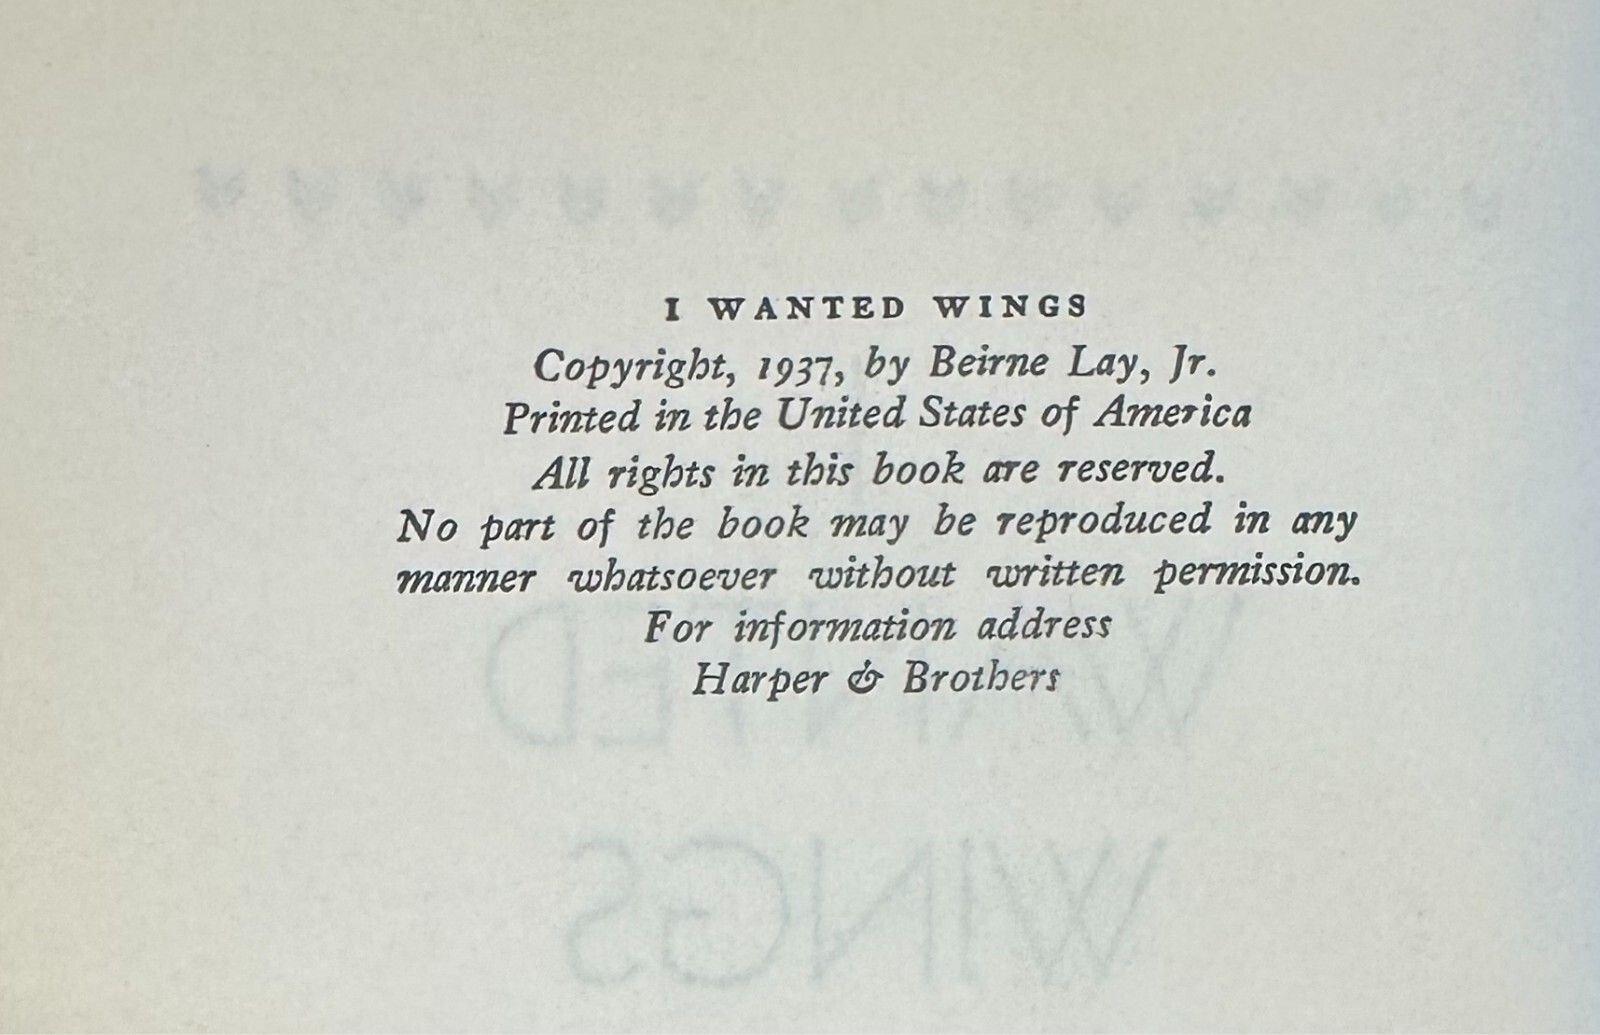 I WANTED WINGS
Copyright, 1937, by Beirne Lay, Jr.
Printed in the United States of America
All rights in this book are reserved.
No part of the book may be reproduced in any
manner whatsoever without written permission.
For information address
Harper & Brothers
WANTED
WINGS